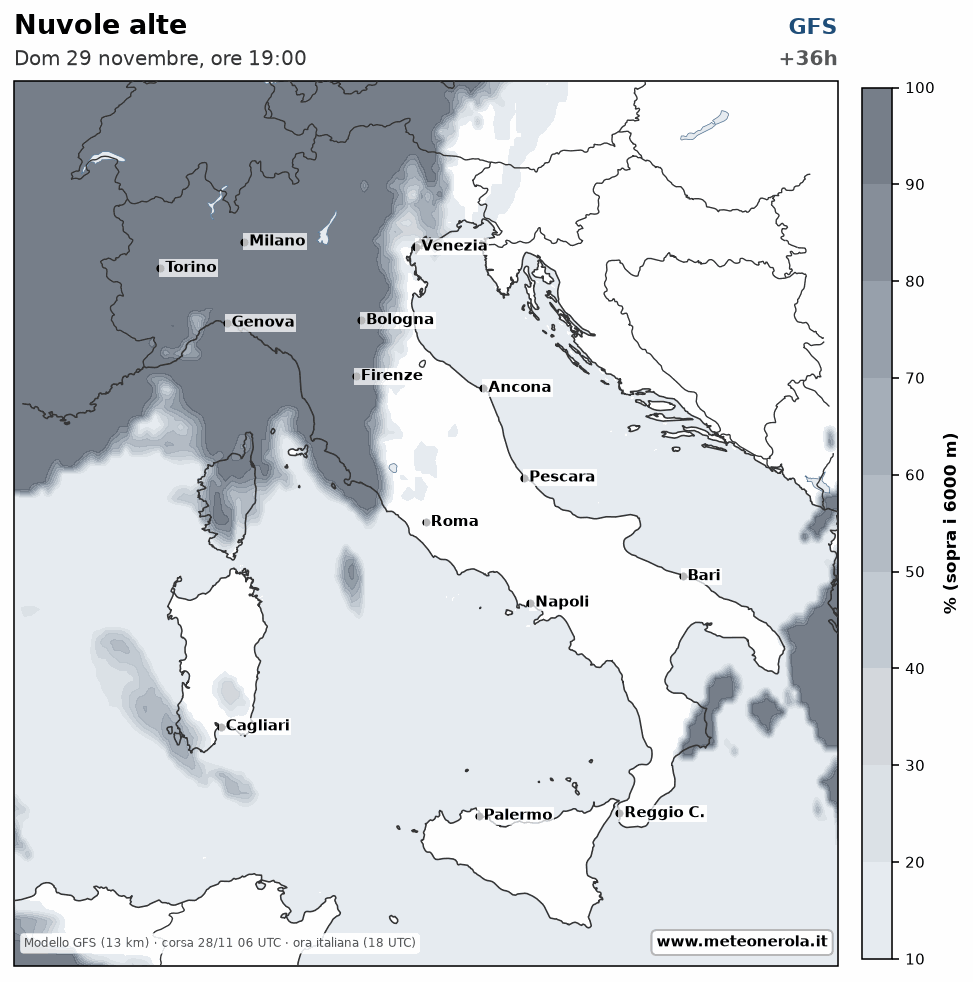 Nuvole alte
GFS
Dom 29 novembre, ore 19:00
+36h
Milano
Torino
Venezia
Genova
Bologna
Firenze
Ancona
Pescara
Roma
Bari
Napoli
Cagliari
Palermo
Reggio C.
Modello GFS (13 km) · corsa 28/11 06 UTC · ora italiana (18 UTC)
www.meteonerola.it
100
90
80
70
60
50
40
30
20
10
% (sopra i 6000 m)